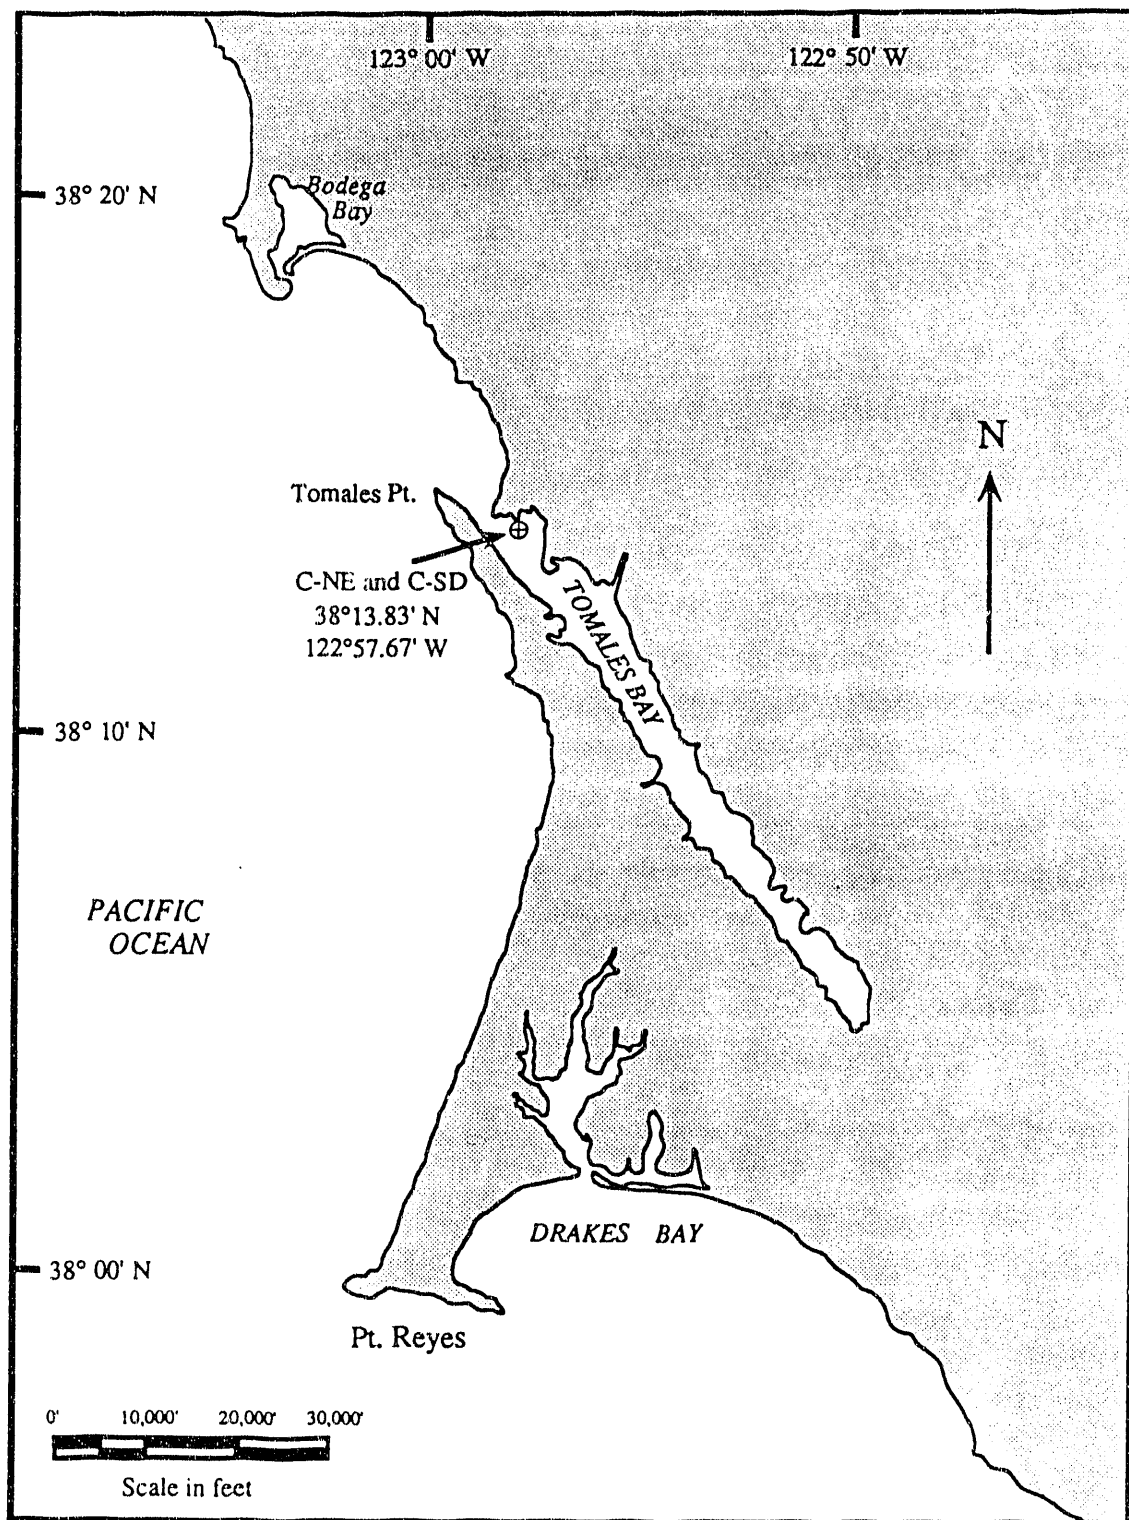 123° 00' W
122° 50' W
38° 20' N
Bodega
Bay
N
Tomales Pt.
C-NE and C-SD
38°13.83' N
122°57.67' W
TOMALES BAY
38° 10' N
PACIFIC
OCEAN
DRAKES BAY
38° 00' N
Pt. Reyes
0' 10,000' 20,000' 30,000'
Scale in feet